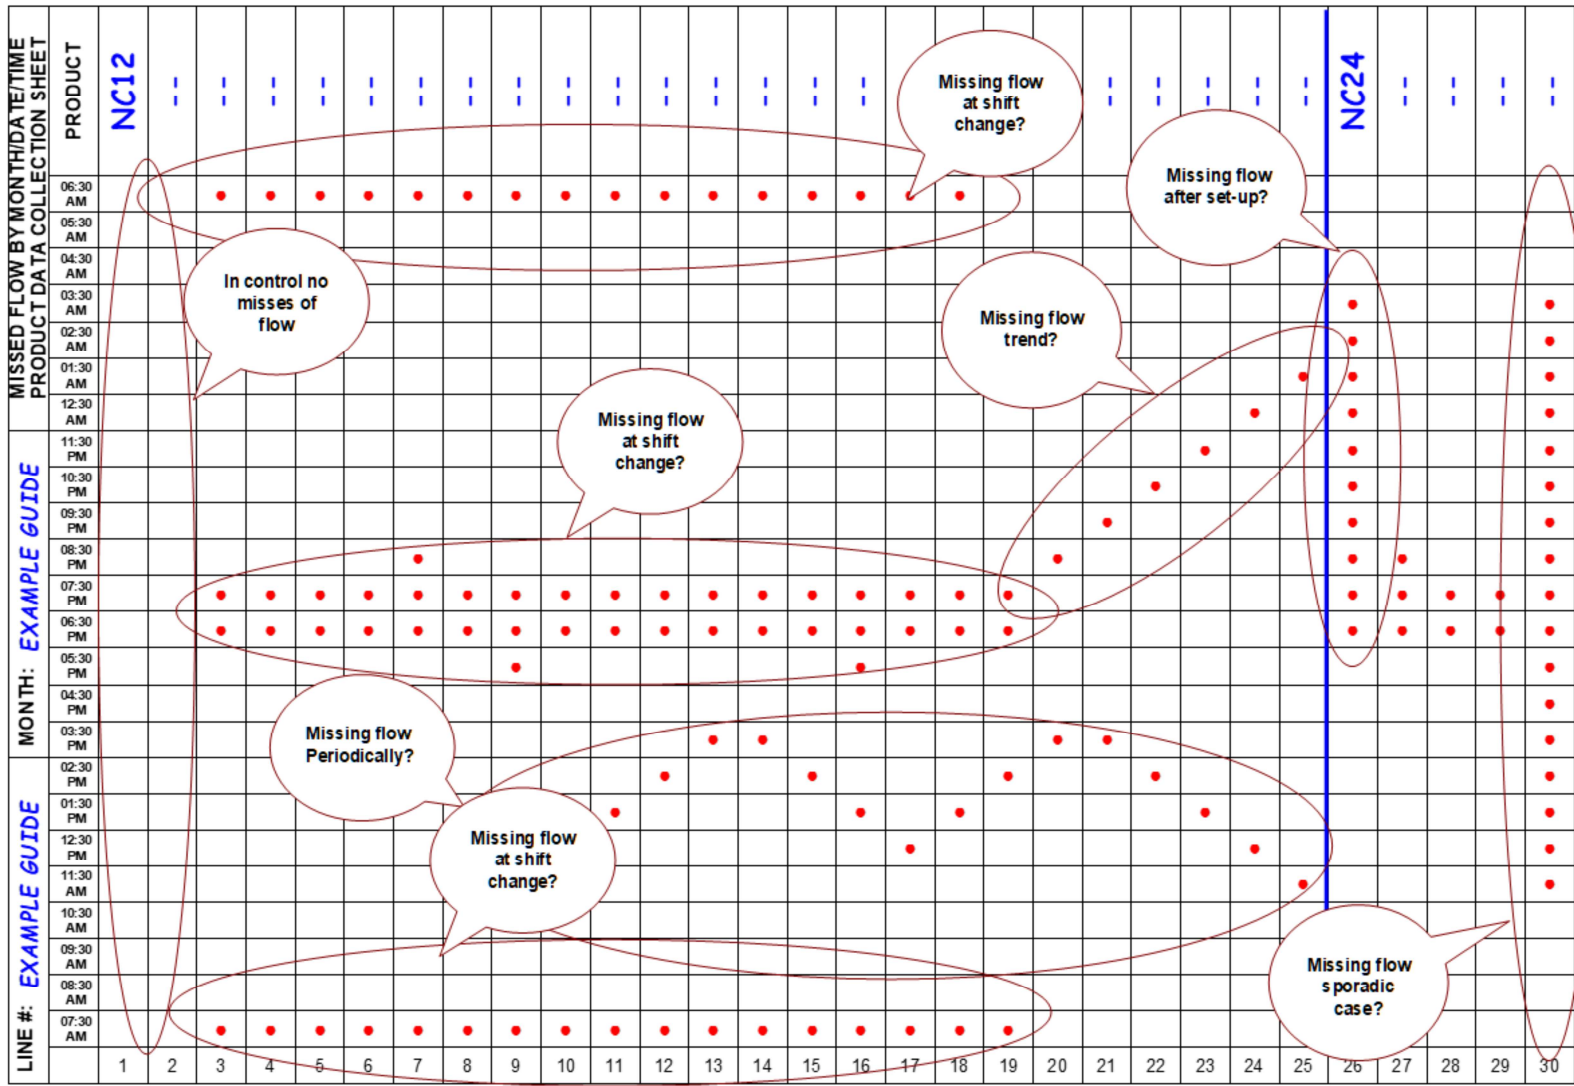 MISSED FLOW BY MONTH/DATE/TIME
PRODUCT DATA COLLECTION SHEET
MONTH: EXAMPLE GUIDE
LINE #: EXAMPLE GUIDE
PRODUCT
NC12
NC24
06:30
AM
05:30
AM
04:30
AM
03:30
AM
02:30
AM
01:30
AM
12:30
AM
11:30
PM
10:30
PM
09:30
PM
08:30
PM
07:30
PM
06:30
PM
05:30
PM
04:30
PM
03:30
PM
02:30
PM
01:30
PM
12:30
PM
11:30
AM
10:30
AM
09:30
AM
08:30
AM
07:30
AM
Missing flow
at shift
change?
Missing flow
after set-up?
In control no
misses of
flow
Missing flow
trend?
Missing flow
at shift
change?
Missing flow
Periodically?
Missing flow
at shift
change?
Missing flow
sporadic
case?
1 2 3 4 5 6 7 8 9 10 11 12 13 14 15 16 17 18 19 20 21 22 23 24 25 26 27 28 29 30